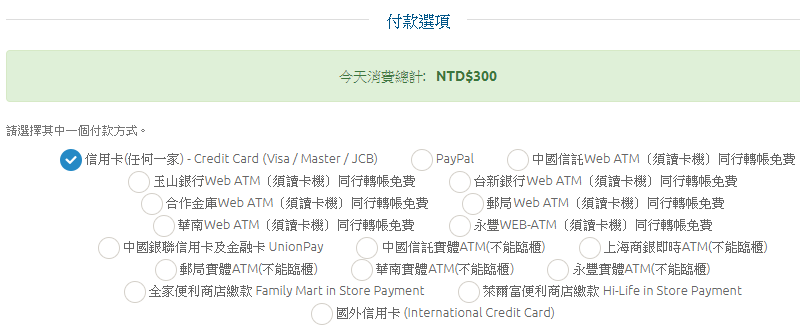 付款選項
今天消費總計: NTD$300
請選擇其中一個付款方式。
信用卡(任何一家) - Credit Card (Visa / Master / JCB) PayPal 中國信託Web ATM〔須讀卡機〕同行轉帳免費
玉山銀行Web ATM〔須讀卡機〕同行轉帳免費 台新銀行Web ATM〔須讀卡機〕同行轉帳免費
合作金庫Web ATM〔須讀卡機〕同行轉帳免費 郵局 Web ATM〔須讀卡機〕同行轉帳免費
華南Web ATM〔須讀卡機〕同行轉帳免費 永豐WEB-ATM〔須讀卡機〕同行轉帳免費
中國銀聯信用卡及金融卡 UnionPay 中國信託實體ATM(不能臨櫃) 上海商銀即時ATM(不能臨櫃)
郵局實體ATM(不能臨櫃) 華南實體ATM(不能臨櫃) 永豐實體ATM(不能臨櫃)
全家便利商店繳款 Family Mart in Store Payment 萊爾富便利商店繳款 Hi-Life in Store Payment
國外信用卡 (International Credit Card)